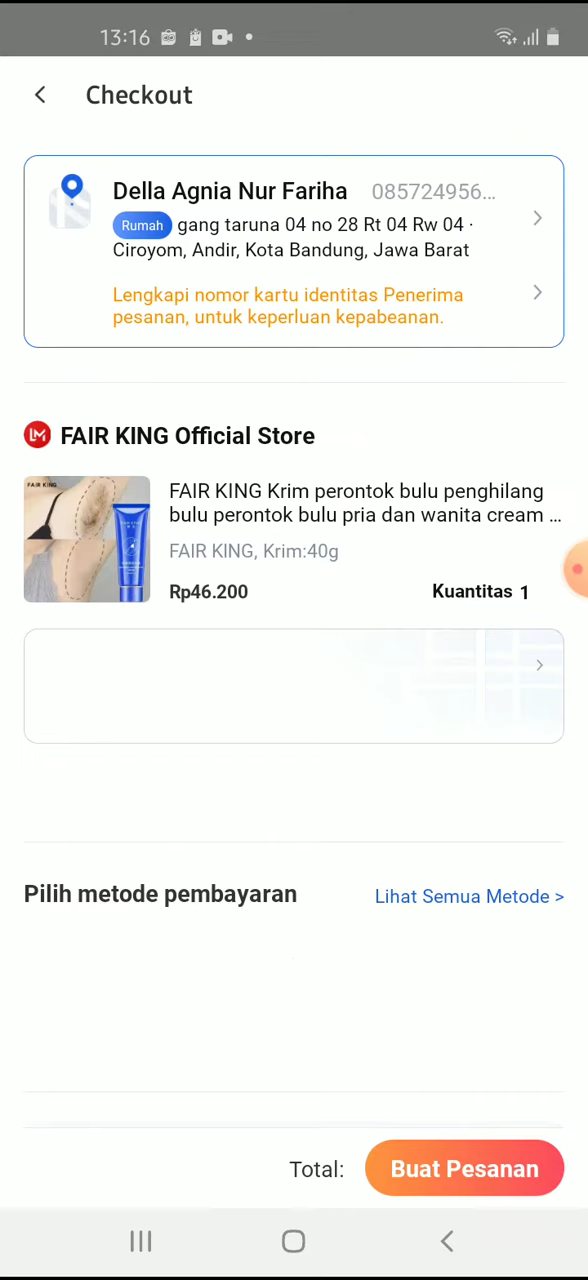 13:16
Checkout
Della Agnia Nur Fariha 085724956...
Rumah gang taruna 04 no 28 Rt 04 Rw 04 ·
Ciroyom, Andir, Kota Bandung, Jawa Barat
Lengkapi nomor kartu identitas Penerima
pesanan, untuk keperluan kepabeanan.
LM FAIR KING Official Store
FAIR KING
FAIR KING Krim perontok bulu penghilang
bulu perontok bulu pria dan wanita cream ...
FAIR KING, Krim:40g
Rp46.200 Kuantitas 1
Pilih metode pembayaran Lihat Semua Metode >
Total: Buat Pesanan